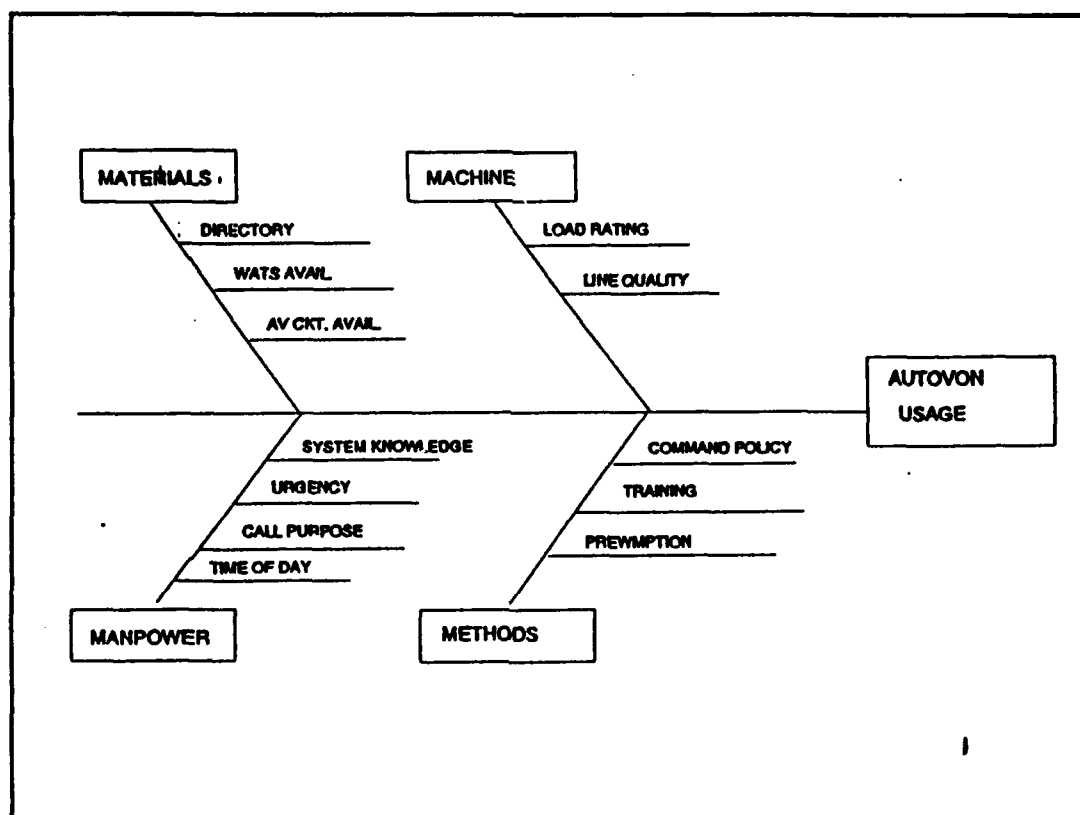 MATERIALS
DIRECTORY
WATS AVAIL.
AV CKT. AVAIL.
MACHINE
LOAD RATING
LINE QUALITY
AUTOVON
USAGE
SYSTEM KNOWLEDGE
URGENCY
CALL PURPOSE
TIME OF DAY
MANPOWER
COMMAND POLICY
TRAINING
PREWMPTION
METHODS